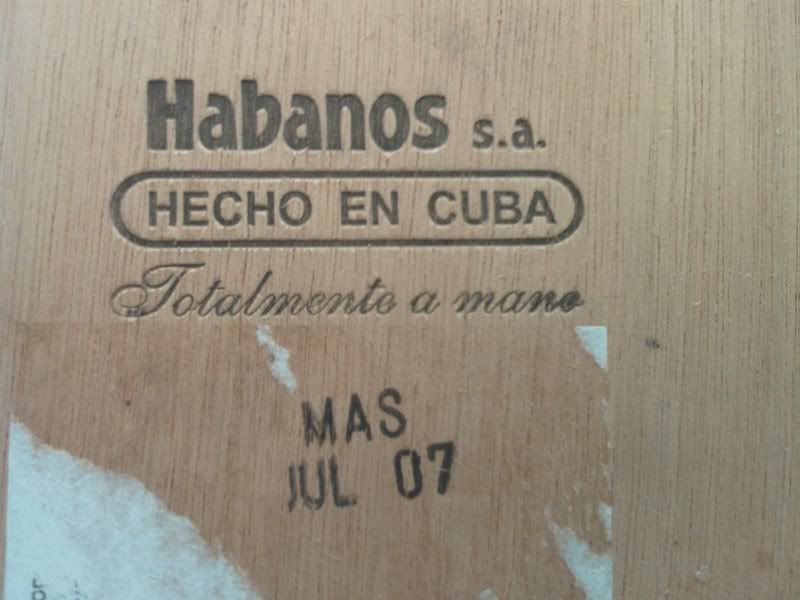 Habanos s.a.
HECHO EN CUBA
Totalmente a mano
MAS
JUL 07